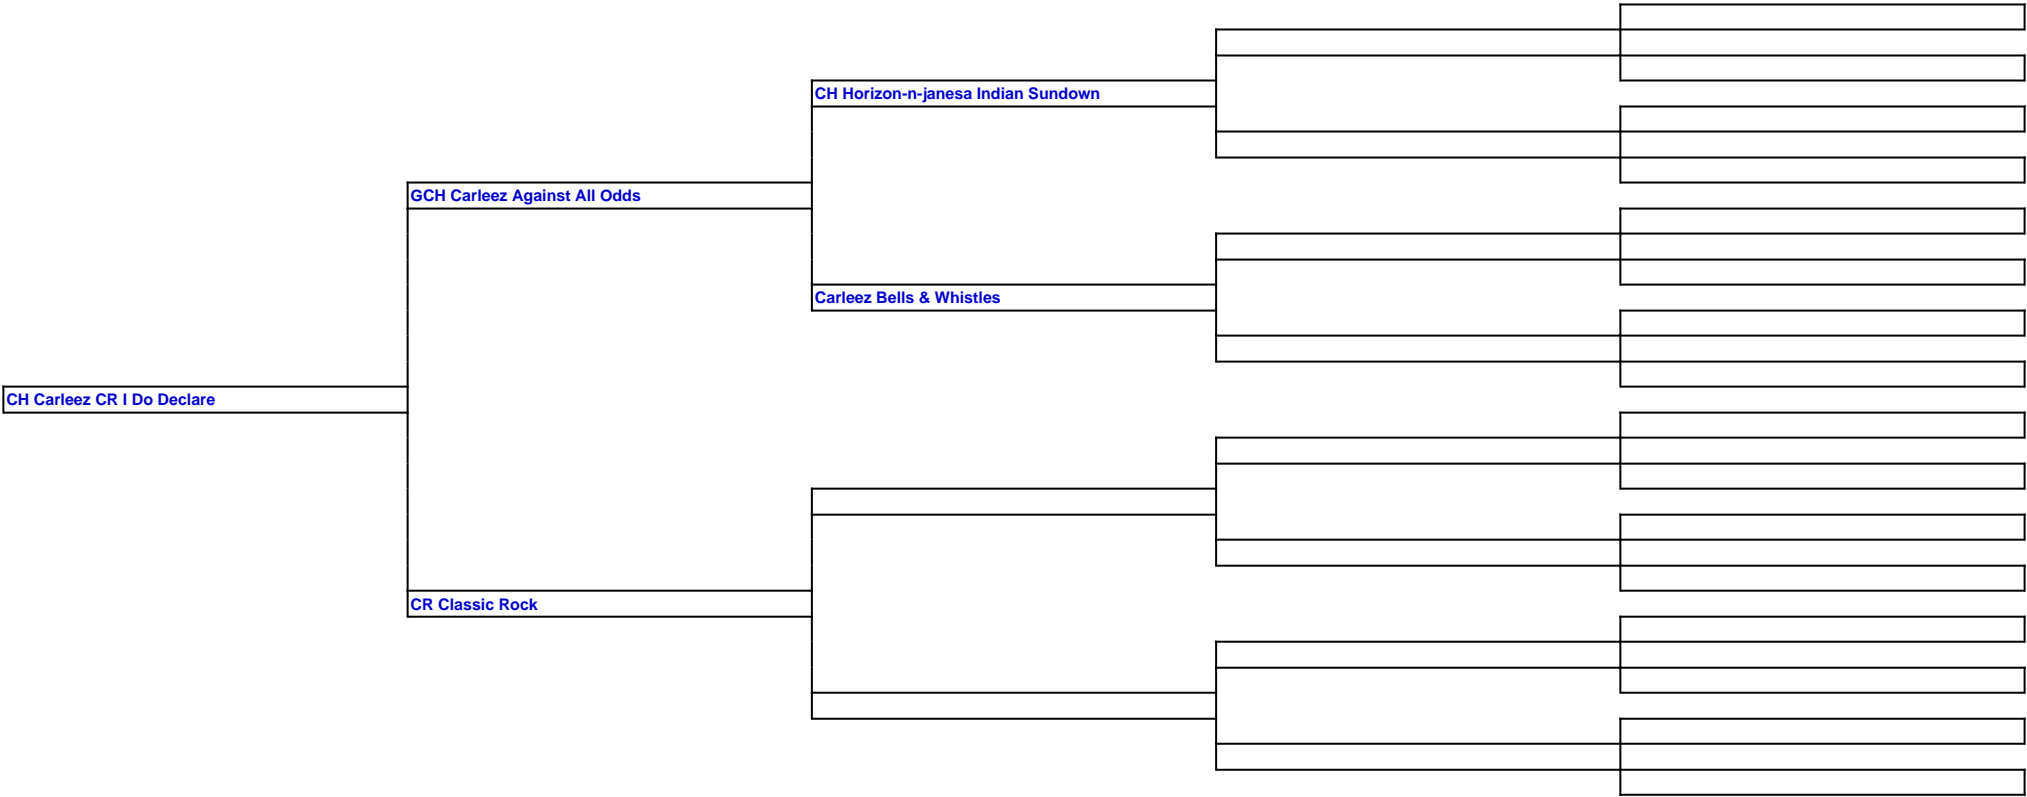 CH Horizon-n-janesa Indian Sundown
GCH Carleez Against All Odds
Carleez Bells & Whistles
CH Carleez CR I Do Declare
CR Classic Rock